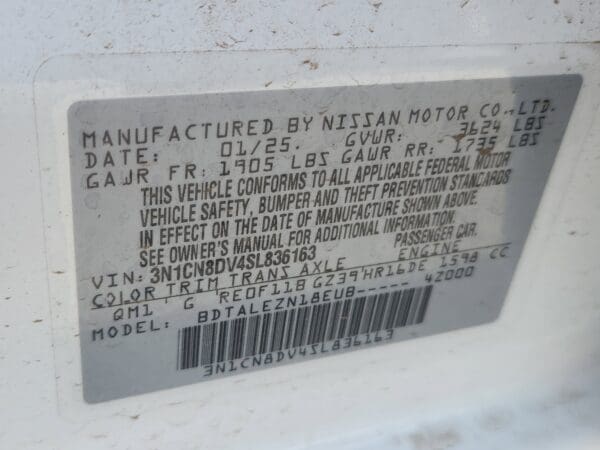 MANUFACTURED BY NISSAN MOTOR CO., LTD.
DATE: 01/25. GVWR: 3624 LBS
GAWR FR: 1905 LBS GAWR RR: 1735 LBS
THIS VEHICLE CONFORMS TO ALL APPLICABLE FEDERAL MOTOR
VEHICLE SAFETY, BUMPER AND THEFT PREVENTION STANDARDS
IN EFFECT ON THE DATE OF MANUFACTURE SHOWN ABOVE.
SEE OWNER'S MANUAL FOR ADDITIONAL INFORMATION.
VIN: 3N1CN8DV4SL836163 PASSENGER CAR.
COLOR TRIM TRANS AXLE ENGINE
QM1 G RE0F11B GZ39 HR16DE 1598 CC
MODEL: BDTALEZN18EUB----- 42000
3N1CN8DV4SL836163